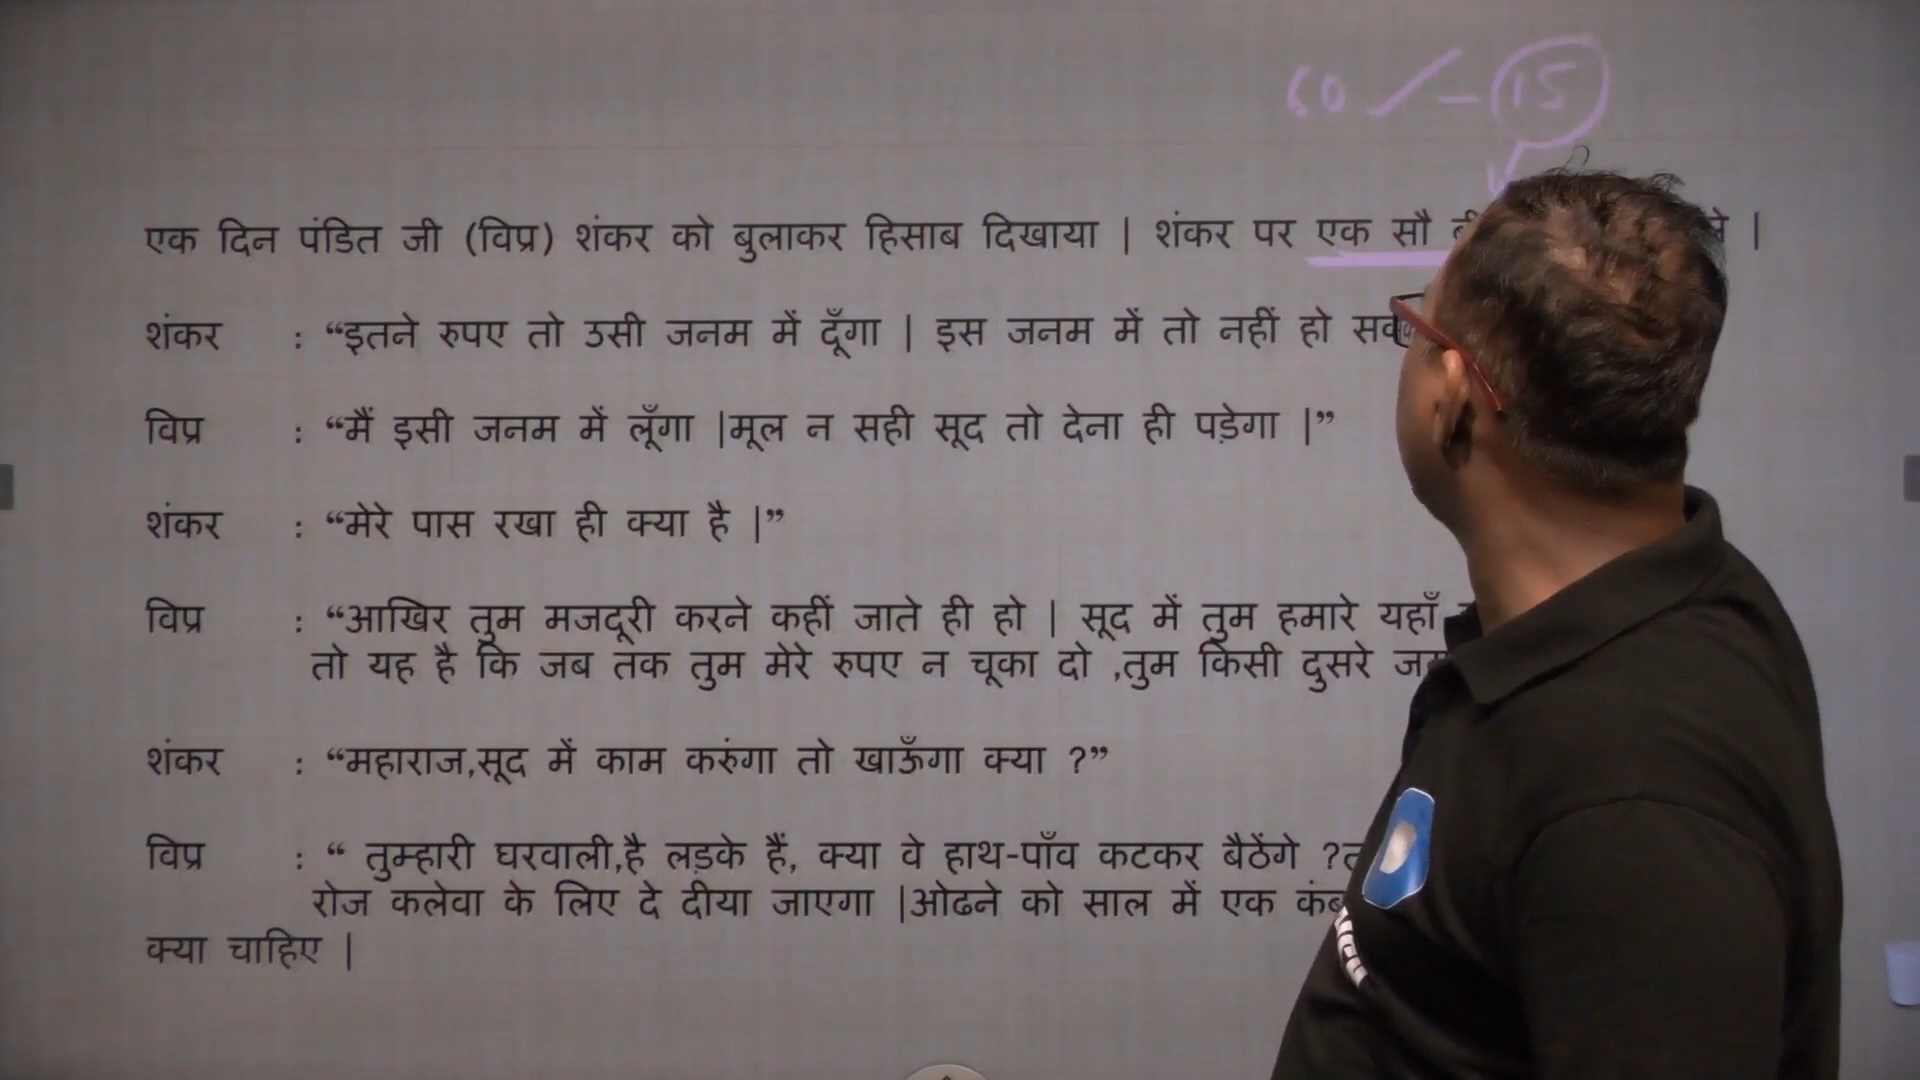 60 ✓ – 15
एक दिन पंडित जी (विप्र) शंकर को बुलाकर हिसाब दिखाया | शंकर पर एक सौ |
शंकर : “इतने रुपए तो उसी जनम में दूँगा | इस जनम में तो नहीं हो
विप्र : “मैं इसी जनम में लूँगा |मूल न सही सूद तो देना ही पड़ेगा |”
शंकर : “मेरे पास रखा ही क्या है |”
विप्र : “आखिर तुम मजदूरी करने कहीं जाते ही हो | सूद में तुम हमारे यहाँ
तो यह है कि जब तक तुम मेरे रुपए न चूका दो ,तुम किसी दुसरे
शंकर : “महाराज,सूद में काम करुंगा तो खाऊँगा क्या ?”
विप्र : “ तुम्हारी घरवाली,है लड़के हैं, क्या वे हाथ-पाँव कटकर बैठेंगे ?
रोज कलेवा के लिए दे दीया जाएगा |ओढने को साल में एक
क्या चाहिए |